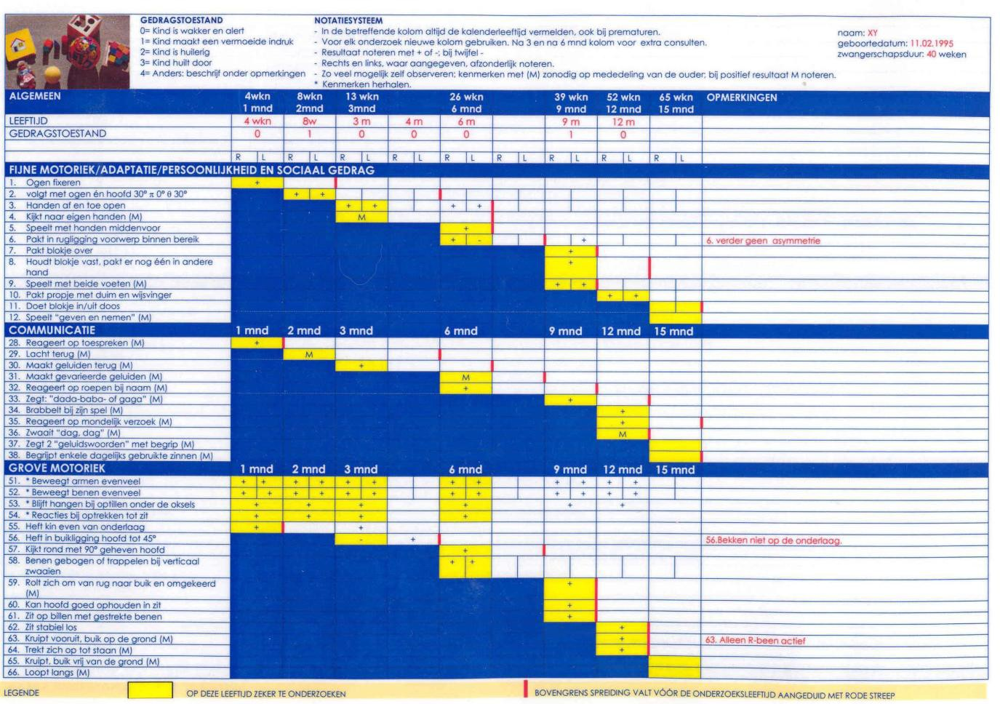 GEDRAGSTOESTAND
0= Kind is wakker en alert
1= Kind maakt een vermoeide indruk
2= Kind is huilerig
3= Kind huilt door
4= Anders: beschrijf onder opmerkingen
NOTATIESYSTEEM
- In de betreffende kolom altijd de kalenderleeftijd vermelden, ook bij prematuren.
- Voor elk onderzoek nieuwe kolom gebruiken. Na 3 en na 6 mnd kolom voor extra consulten.
- Resultaat noteren met + of -; bij twijfel -
- Rechts en links, waar aangegeven, afzonderlijk noteren.
- Zo veel mogelijk zelf observeren; kenmerken met (M) zonodig op mededeling van de ouder; bij positief resultaat M noteren.
* Kenmerken herhalen.
naam: XY
geboortedatum: 11.02.1995
zwangerschapsduur: 40 weken
ALGEMEEN 4wkn 8wkn 13 wkn 26 wkn 39 wkn 52 wkn 65 wkn OPMERKINGEN
1 mnd 2mnd 3mnd 6 mnd 9 mnd 12 mnd 15 mnd
LEEFTIJD 4 wkn 8w 3 m 4 m 6 m 9 m 12 m
GEDRAGSTOESTAND 0 1 0 0 0 1 0
R L R L R L R L R L R L R L R L R L
FIJNE MOTORIEK/ADAPTATIE/PERSOONLIJKHEID EN SOCIAAL GEDRAG
1. Ogen fixeren +
2. volgt met ogen én hoofd 30º π 0º θ 30º + +
3. Handen af en toe open + + + +
4. Kijkt naar eigen handen (M) M
5. Speelt met handen middenvoor +
6. Pakt in rugligging voorwerp binnen bereik + - + 6. verder geen asymmetrie
7. Pakt blokje over +
8. Houdt blokje vast, pakt er nog één in andere +
hand
9. Speelt met beide voeten (M) + +
10. Pakt propje met duim en wijsvinger + +
11. Doet blokje in/uit doos
12. Speelt "geven en nemen" (M)
COMMUNICATIE 1 mnd 2 mnd 3 mnd 6 mnd 9 mnd 12 mnd 15 mnd
28. Reageert op toespreken (M) +
29. Lacht terug (M) M
30. Maakt geluiden terug (M) +
31. Maakt gevarieerde geluiden (M) M
32. Reageert op roepen bij naam (M) +
33. Zegt: "dada-baba- of gaga" (M) +
34. Brabbelt bij zijn spel (M) +
35. Reageert op mondelijk verzoek (M) +
36. Zwaait "dag, dag" (M) M
37. Zegt 2 "geluidswoorden" met begrip (M)
38. Begrijpt enkele dagelijks gebruikte zinnen (M)
GROVE MOTORIEK 1 mnd 2 mnd 3 mnd 6 mnd 9 mnd 12 mnd 15 mnd
51. * Beweegt armen evenveel + + + + + + + + + + + +
52. * Beweegt benen evenveel + + + + + + + + + + + +
53. * Blijft hangen bij optillen onder de oksels + + + + + +
54. * Reacties bij optrekken tot zit + + + +
55. Heft kin even van onderlaag + +
56. Heft in buikligging hoofd tot 45º - + 56.Bekken niet op de onderlaag.
57. Kijkt rond met 90º geheven hoofd +
58. Benen gebogen of trappelen bij verticaal + +
zwaaien
59. Rolt zich om van rug naar buik en omgekeerd +
(M)
60. Kan hoofd goed ophouden in zit +
61. Zit op billen met gestrekte benen +
62. Zit stabiel los +
63. Kruipt vooruit, buik op de grond (M) + 63. Alleen R-been actief
64. Trekt zich op tot staan (M) +
65. Kruipt, buik vrij van de grond (M)
66. Loopt langs (M)
LEGENDE OP DEZE LEEFTIJD ZEKER TE ONDERZOEKEN BOVENGRENS SPREIDING VALT VÓÓR DE ONDERZOEKSLEEFTIJD AANGEDUID MET RODE STREEP